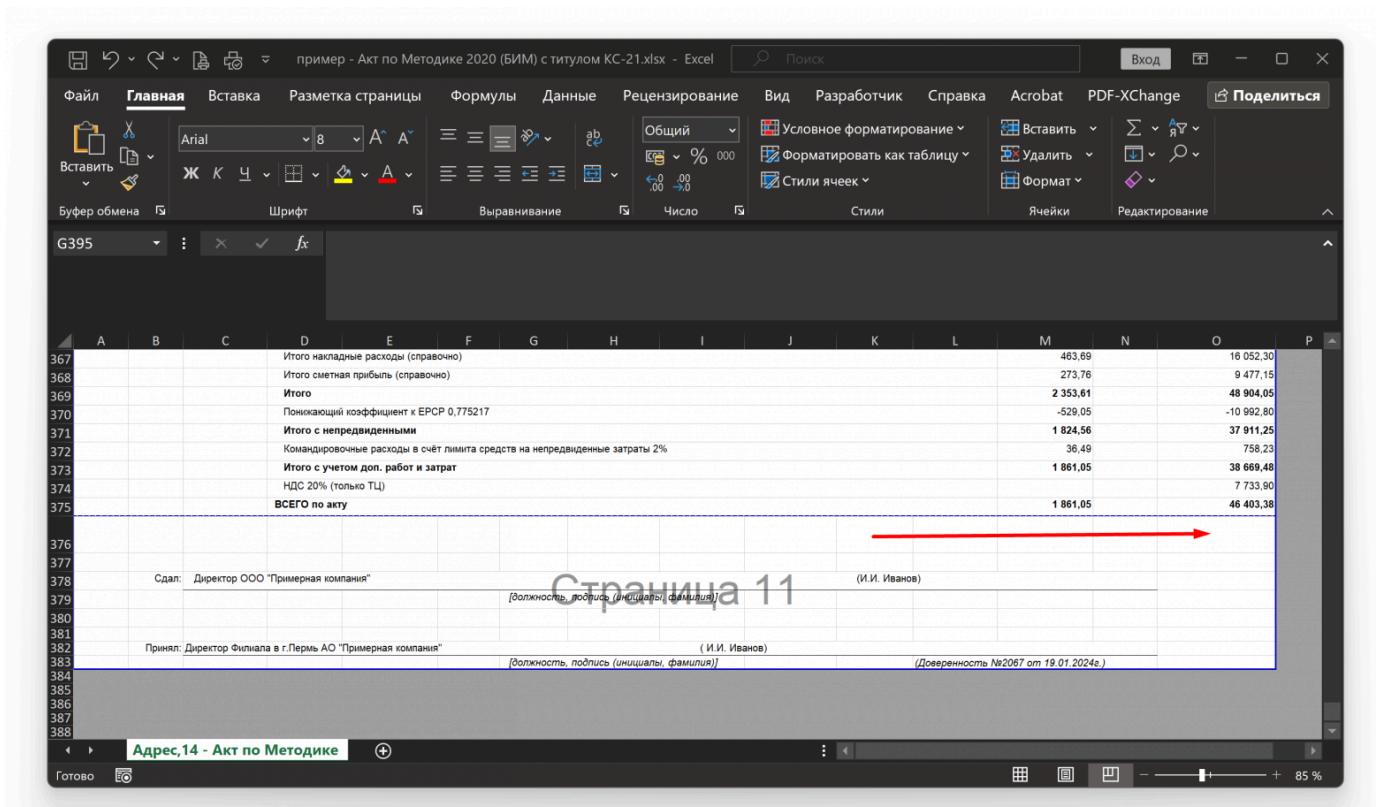 пример - Акт по Методике 2020 (БИМ) с титулом КС-21.xlsx - Excel
Поиск
Вход
Файл Главная Вставка Разметка страницы Формулы Данные Рецензирование Вид Разработчик Справка Acrobat PDF-XChange Поделиться
Вставить
Arial 8
Ж К Ч
Общий
% 000
Условное форматирование
Форматировать как таблицу
Стили ячеек
Вставить
Удалить
Формат
Буфер обмена Шрифт Выравнивание Число Стили Ячейки Редактирование
G395 fx
A B C D E F G H I J K L M N O P
367 Итого накладные расходы (справочно) 463,69 16 052,30
368 Итого сметная прибыль (справочно) 273,76 9 477,15
369 Итого 2 353,61 48 904,05
370 Понижающий коэффициент к ЕРСР 0,775217 -529,05 -10 992,80
371 Итого с непредвиденными 1 824,56 37 911,25
372 Командировочные расходы в счёт лимита средств на непредвиденные затраты 2% 36,49 758,23
373 Итого с учетом доп. работ и затрат 1 861,05 38 669,48
374 НДС 20% (только ТЦ) 7 733,90
375 ВСЕГО по акту 1 861,05 46 403,38
376
377
378 Сдал: Директор ООО "Примерная компания" (И.И. Иванов)
Страница 11
379 [должность, подпись (инициалы, фамилия)]
380
381
382 Принял: Директор Филиала в г.Пермь АО "Примерная компания" ( И.И. Иванов)
383 [должность, подпись (инициалы, фамилия)] (Доверенность №2067 от 19.01.2024г.)
384
385
386
387
388
Адрес,14 - Акт по Методике
Готово 85 %